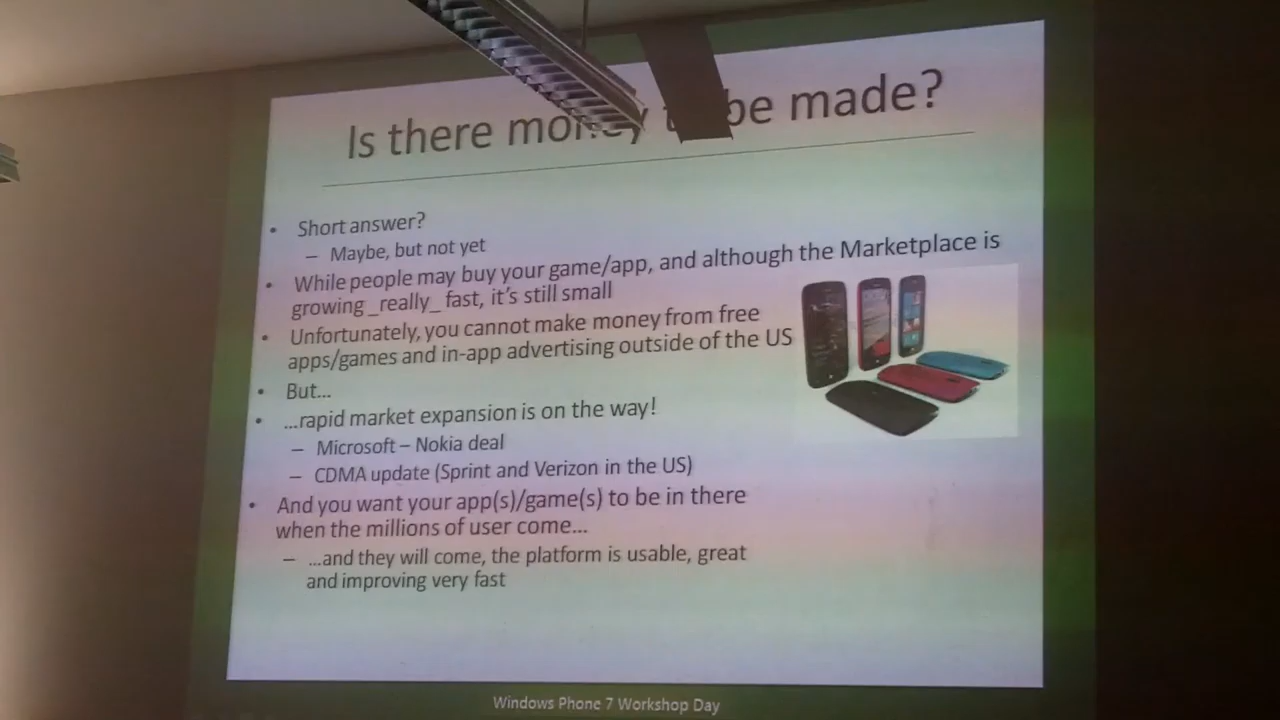 Is there money to be made?
• Short answer?
– Maybe, but not yet
• While people may buy your game/app, and although the Marketplace is
growing _really_ fast, it's still small
• Unfortunately, you cannot make money from free
apps/games and in-app advertising outside of the US
• But...
• ...rapid market expansion is on the way!
– Microsoft – Nokia deal
– CDMA update (Sprint and Verizon in the US)
• And you want your app(s)/game(s) to be in there
when the millions of user come...
– ...and they will come, the platform is usable, great
and improving very fast
Windows Phone 7 Workshop Day